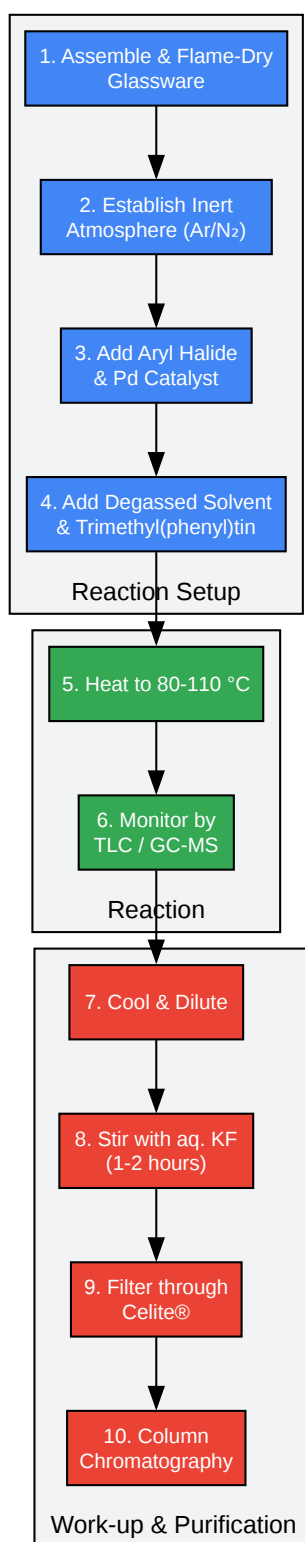 1. Assemble & Flame-Dry
Glassware
2. Establish Inert
Atmosphere (Ar/N₂)
3. Add Aryl Halide
& Pd Catalyst
4. Add Degassed Solvent
& Trimethyl(phenyl)tin
Reaction Setup
5. Heat to 80-110 °C
6. Monitor by
TLC / GC-MS
Reaction
7. Cool & Dilute
8. Stir with aq. KF
(1-2 hours)
9. Filter through
Celite®
10. Column
Chromatography
Work-up & Purification